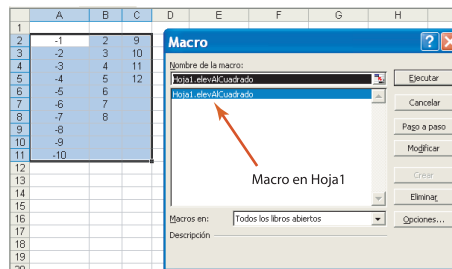 A B C D E F G H
1
2 -1 2 9
3 -2 3 10
4 -3 4 11
5 -4 5 12
6 -5 6
7 -6 7
8 -7 8
9 -8
10 -9
11 -10
12
13
14
15
16
17
18
19
20
Macro
Nombre de la macro:
Hoja1.elevAlCuadrado
Hoja1.elevAlCuadrado
Ejecutar
Cancelar
Paso a paso
Modificar
Crear
Eliminar
Opciones...
Macro en Hoja1
Macros en: Todos los libros abiertos
Descripción